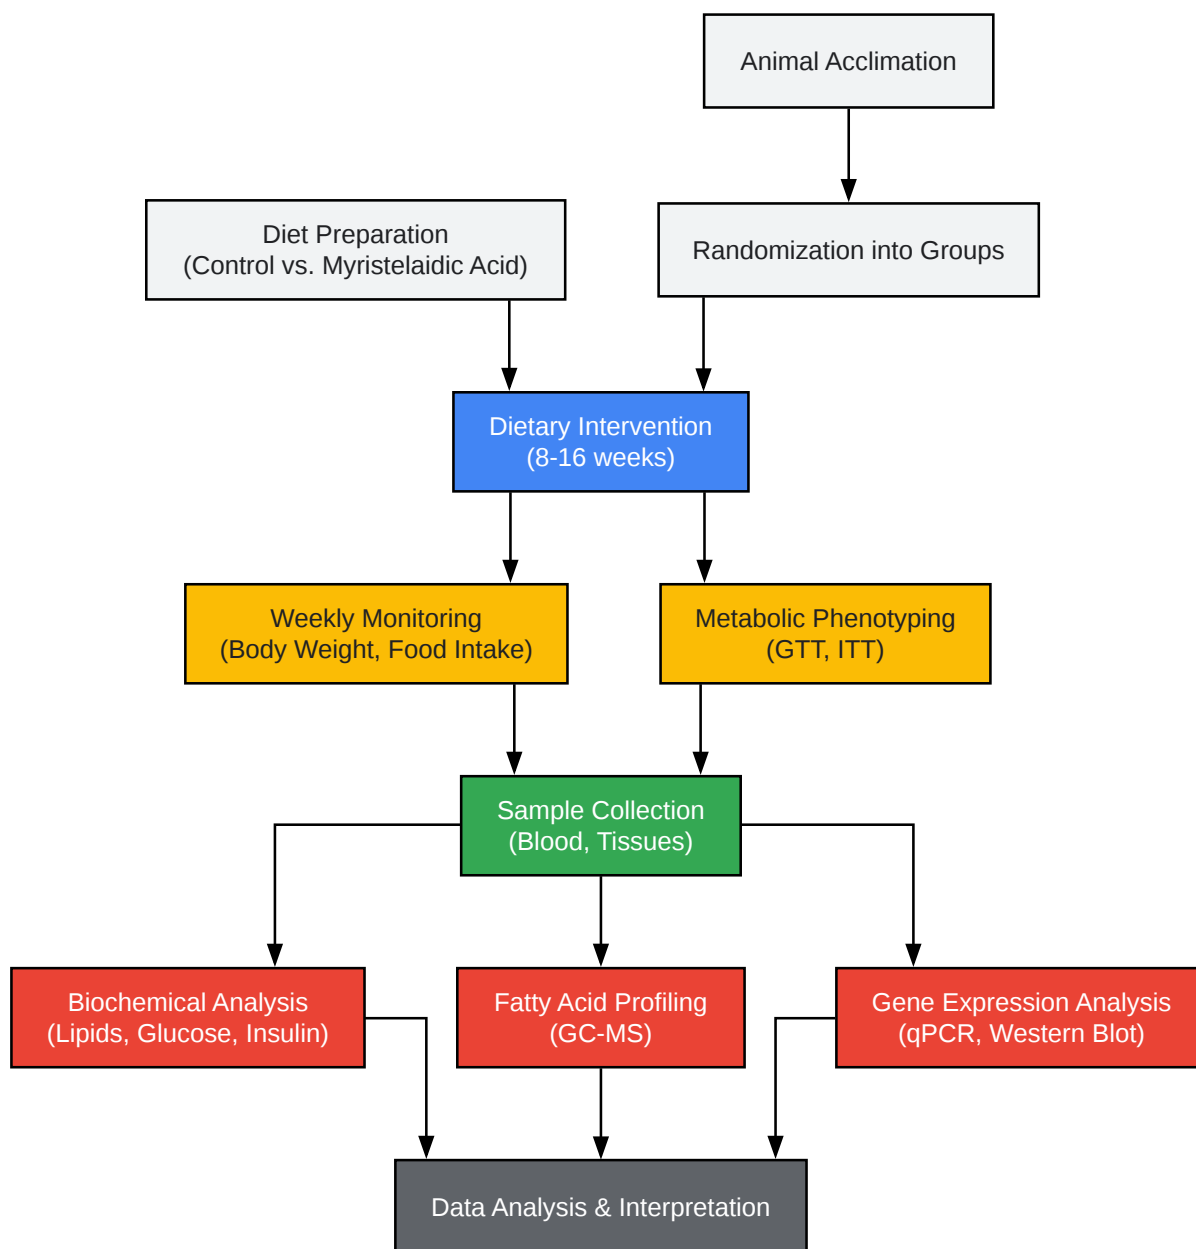 Animal Acclimation
Diet Preparation
(Control vs. Myristelaidic Acid)
Randomization into Groups
Dietary Intervention
(8-16 weeks)
Weekly Monitoring
(Body Weight, Food Intake)
Metabolic Phenotyping
(GTT, ITT)
Sample Collection
(Blood, Tissues)
Biochemical Analysis
(Lipids, Glucose, Insulin)
Fatty Acid Profiling
(GC-MS)
Gene Expression Analysis
(qPCR, Western Blot)
Data Analysis & Interpretation